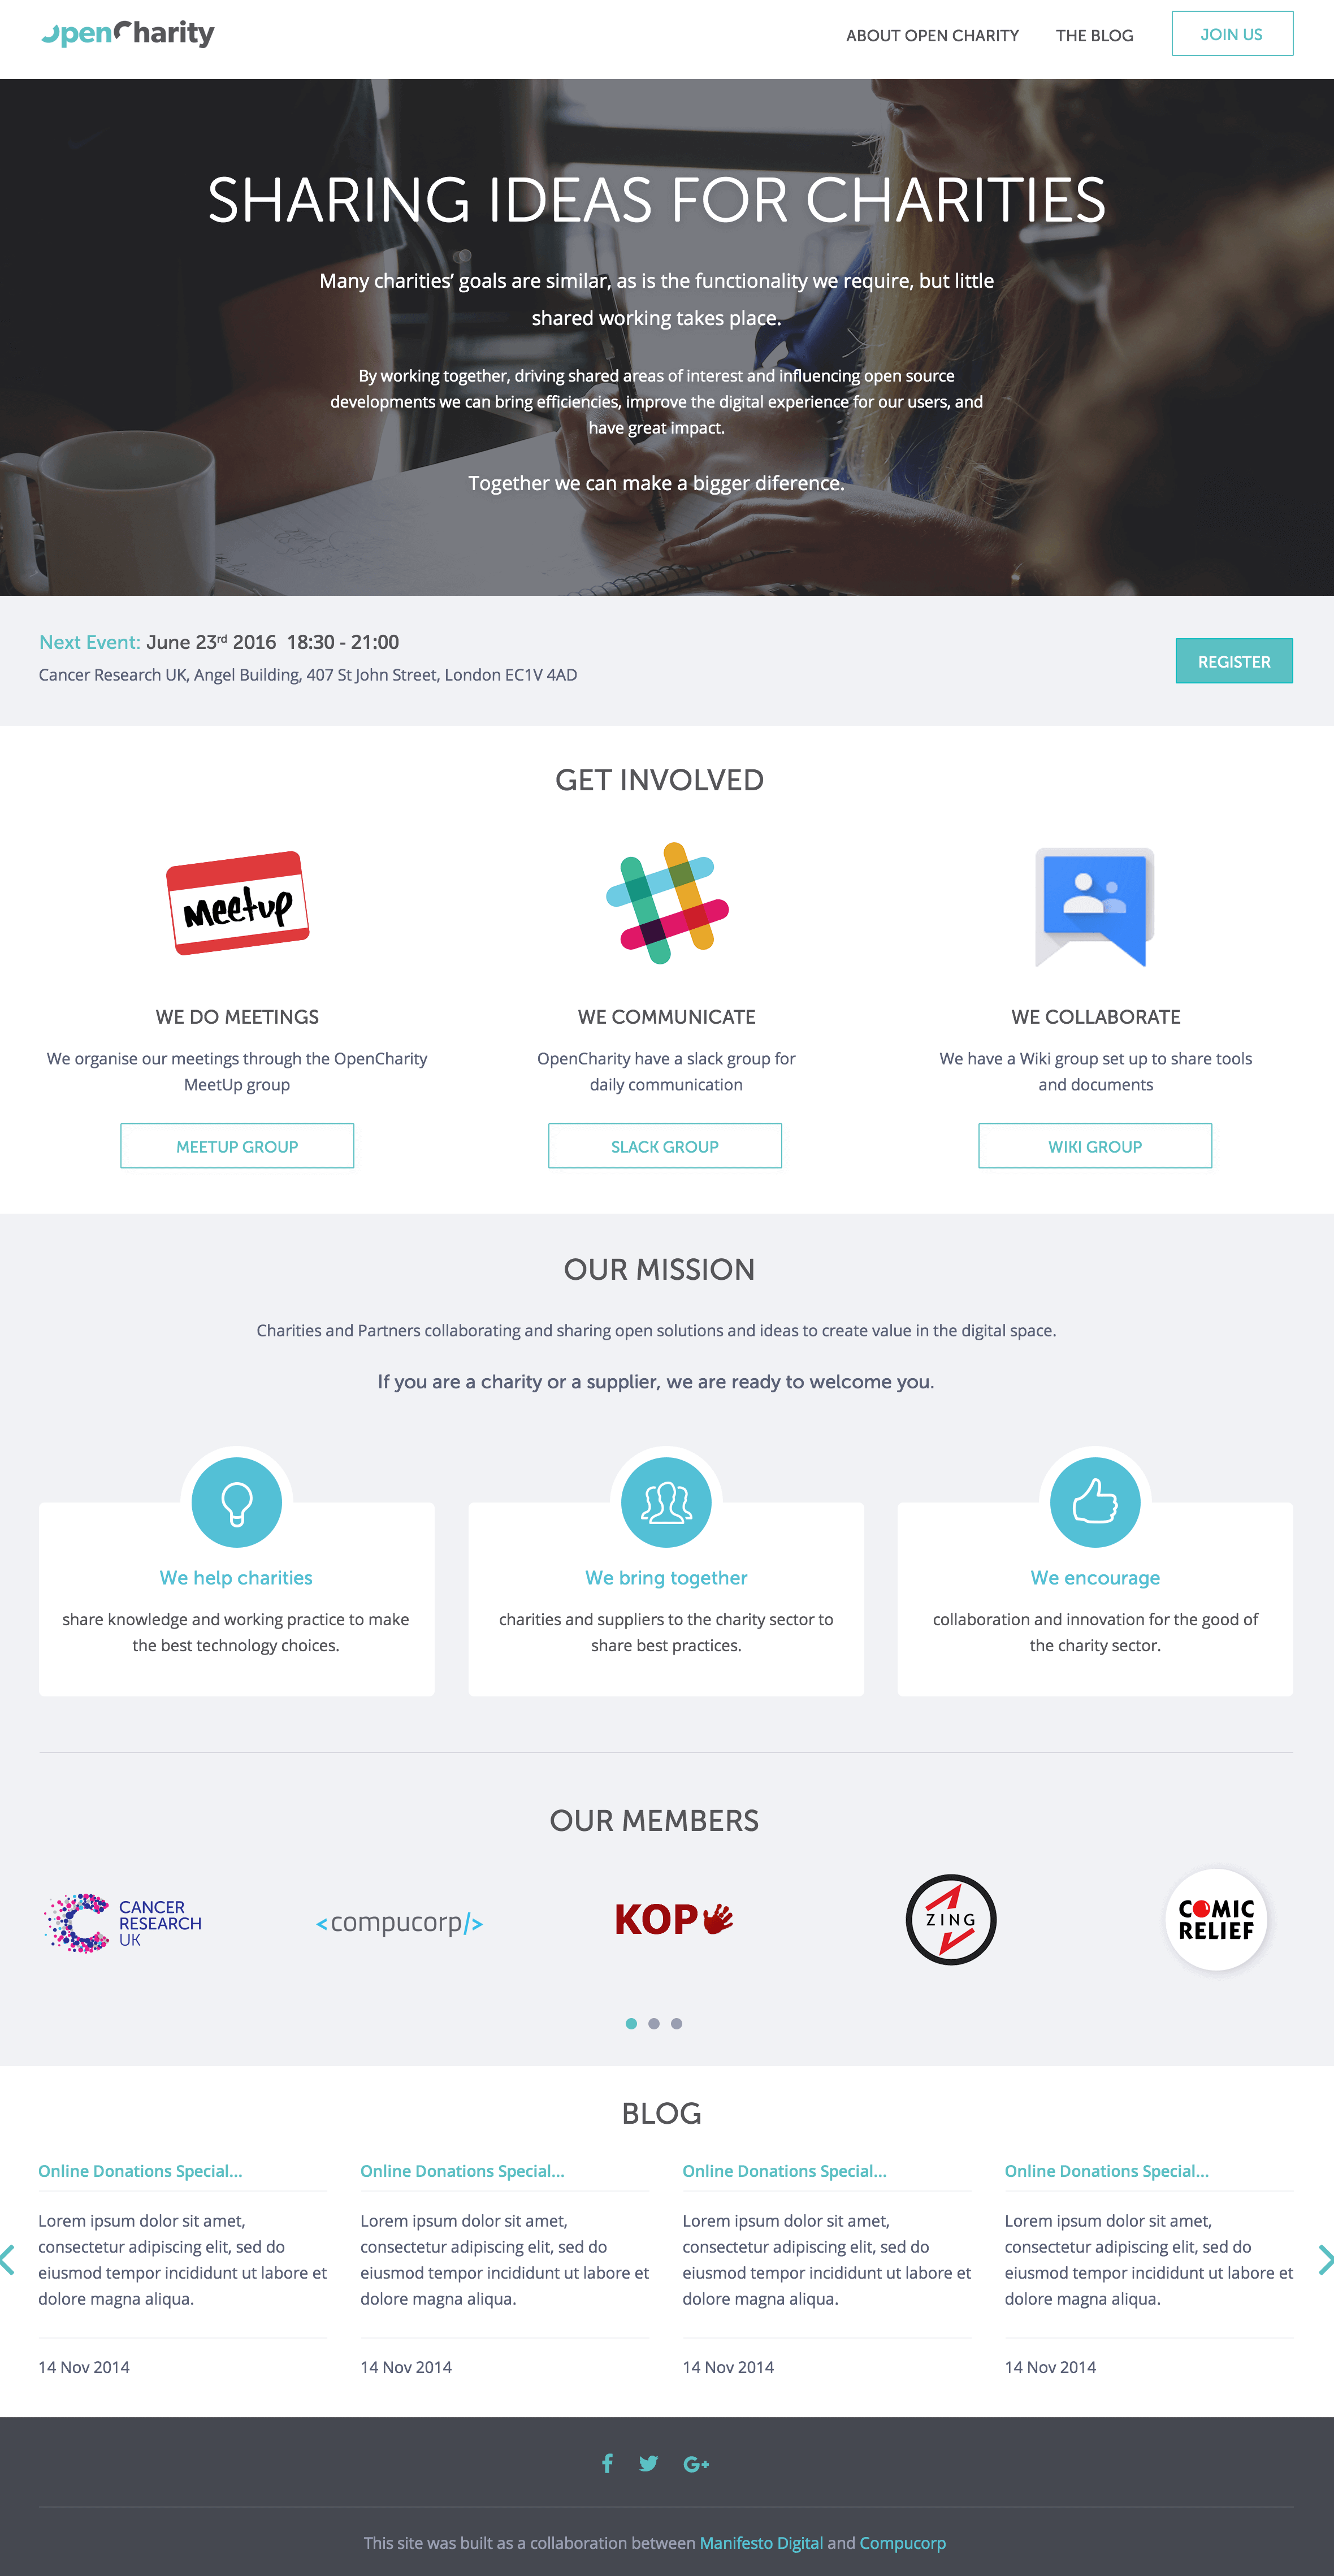 OpenCharity
ABOUT OPEN CHARITY
THE BLOG
JOIN US
SHARING IDEAS FOR CHARITIES
Many charities’ goals are similar, as is the functionality we require, but little
shared working takes place.
By working together, driving shared areas of interest and influencing open source
developments we can bring efficiencies, improve the digital experience for our users, and
have great impact.
Together we can make a bigger diference.
Next Event: June 23rd 2016 18:30 - 21:00
Cancer Research UK, Angel Building, 407 St John Street, London EC1V 4AD
REGISTER
GET INVOLVED
Meetup
WE DO MEETINGS
We organise our meetings through the OpenCharity
MeetUp group
MEETUP GROUP
WE COMMUNICATE
OpenCharity have a slack group for
daily communication
SLACK GROUP
WE COLLABORATE
We have a Wiki group set up to share tools
and documents
WIKI GROUP
OUR MISSION
Charities and Partners collaborating and sharing open solutions and ideas to create value in the digital space.
If you are a charity or a supplier, we are ready to welcome you.
We help charities
share knowledge and working practice to make
the best technology choices.
We bring together
charities and suppliers to the charity sector to
share best practices.
We encourage
collaboration and innovation for the good of
the charity sector.
OUR MEMBERS
CANCER
RESEARCH
UK
<compucorp/>
KOP
ZING
COMIC
RELIEF
BLOG
Online Donations Special...
Lorem ipsum dolor sit amet,
consectetur adipiscing elit, sed do
eiusmod tempor incididunt ut labore et
dolore magna aliqua.
14 Nov 2014
Online Donations Special...
Lorem ipsum dolor sit amet,
consectetur adipiscing elit, sed do
eiusmod tempor incididunt ut labore et
dolore magna aliqua.
14 Nov 2014
Online Donations Special...
Lorem ipsum dolor sit amet,
consectetur adipiscing elit, sed do
eiusmod tempor incididunt ut labore et
dolore magna aliqua.
14 Nov 2014
Online Donations Special...
Lorem ipsum dolor sit amet,
consectetur adipiscing elit, sed do
eiusmod tempor incididunt ut labore et
dolore magna aliqua.
14 Nov 2014
G+
This site was built as a collaboration between Manifesto Digital and Compucorp